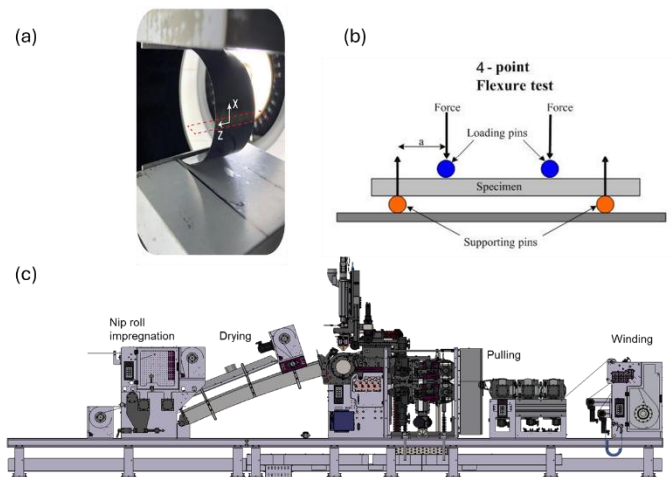 (a)
X
Z
(b)
4 - point
Flexure test
Force
Force
Loading pins
a
Specimen
Supporting pins
(c)
Nip roll
impregnation
Drying
Pulling
Winding